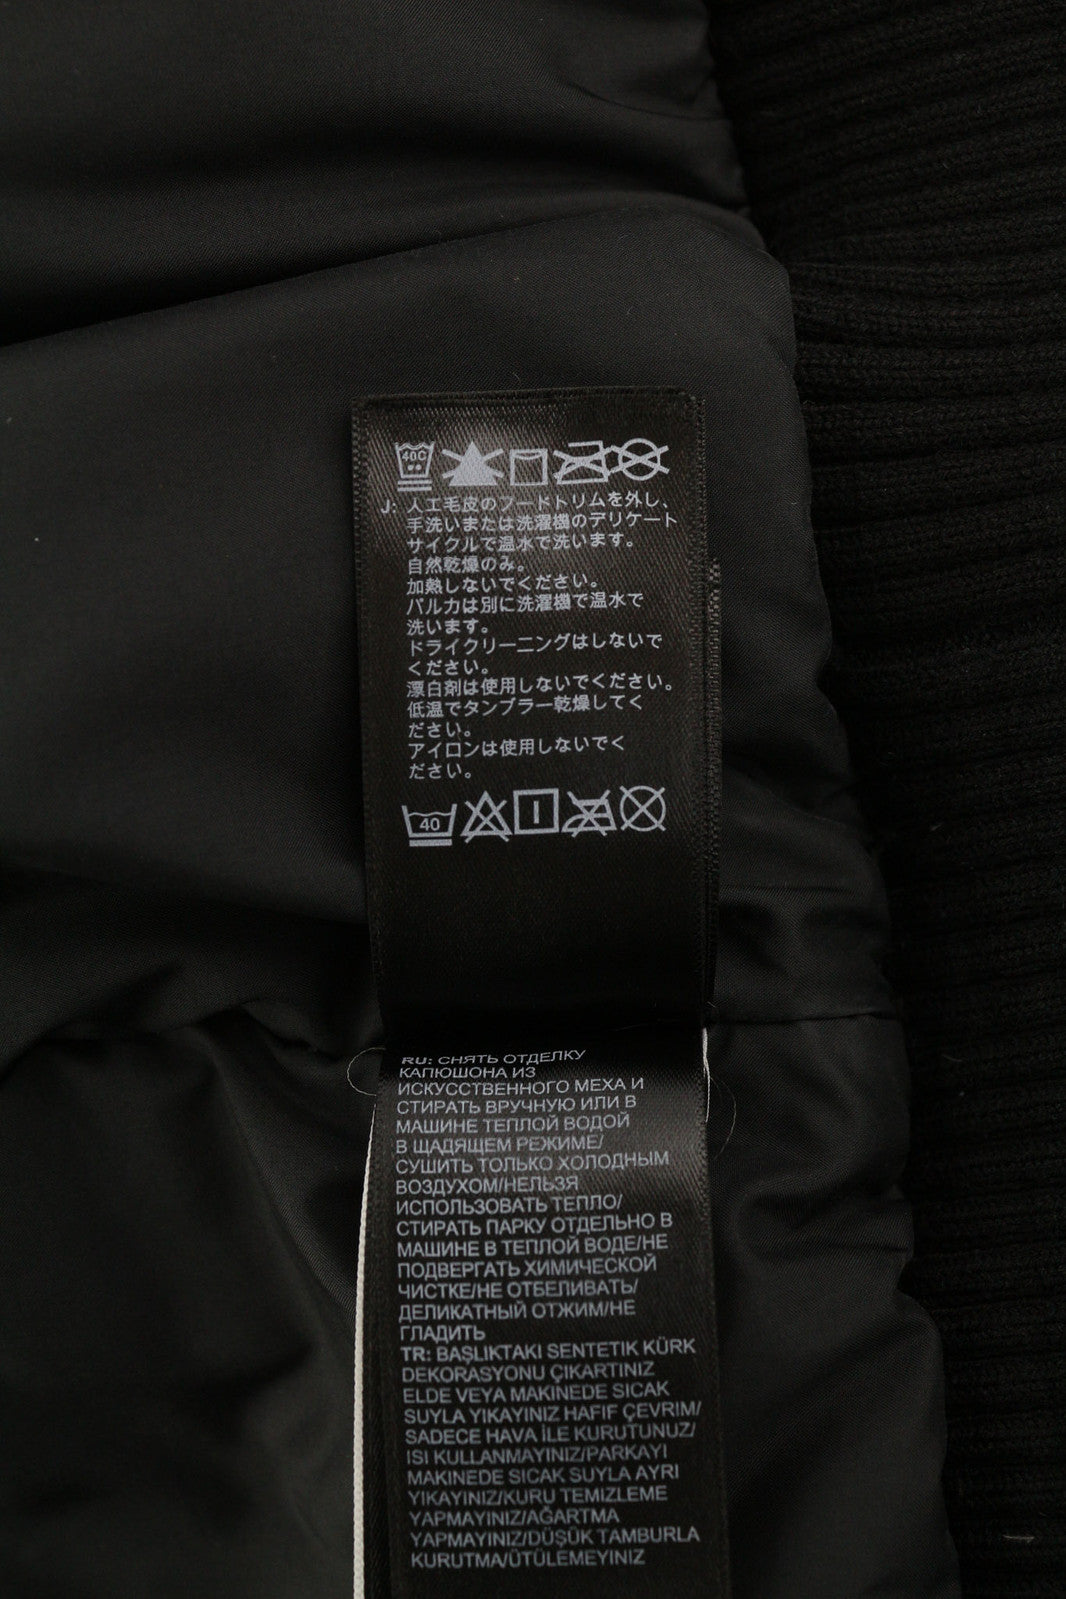 40C
J: 人工毛皮のフードトリムを外し、
手洗いまたは洗濯機のデリケート
サイクルで温水で洗います。
自然乾燥のみ。
加熱しないでください。
パルカは別に洗濯機で温水で
洗います。
ドライクリーニングはしないで
ください。
漂白剤は使用しないでください。
低温でタンブラー乾燥してく
ださい。
アイロンは使用しないでく
ださい。
40
RU: СНЯТЬ ОТДЕЛКУ
КАПЮШОНА ИЗ
ИСКУССТВЕННОГО МЕХА И
СТИРАТЬ ВРУЧНУЮ ИЛИ В
МАШИНЕ ТЕПЛОЙ ВОДОЙ
В ЩАДЯЩЕМ РЕЖИМЕ/
СУШИТЬ ТОЛЬКО ХОЛОДНЫМ
ВОЗДУХОМ/НЕЛЬЗЯ
ИСПОЛЬЗОВАТЬ ТЕПЛО/
СТИРАТЬ ПАРКУ ОТДЕЛЬНО В
МАШИНЕ В ТЕПЛОЙ ВОДЕ/НЕ
ПОДВЕРГАТЬ ХИМИЧЕСКОЙ
ЧИСТКЕ/НЕ ОТБЕЛИВАТЬ/
ДЕЛИКАТНЫЙ ОТЖИМ/НЕ
ГЛАДИТЬ
TR: BAŞLIKTAKI SENTETIK KÜRK
DEKORASYONU ÇIKARTINIZ
ELDE VEYA MAKINEDE SICAK
SUYLA YIKAYINIZ HAFIF ÇEVRIM/
SADECE HAVA İLE KURUTUNUZ/
ISI KULLANMAYINIZ/PARKAYI
MAKINEDE SICAK SUYLA AYRI
YIKAYINIZ/KURU TEMIZLEME
YAPMAYINIZ/AĞARTMA
YAPMAYINIZ/DÜŞÜK TAMBURLA
KURUTMA/ÜTÜLEMEYINIZ